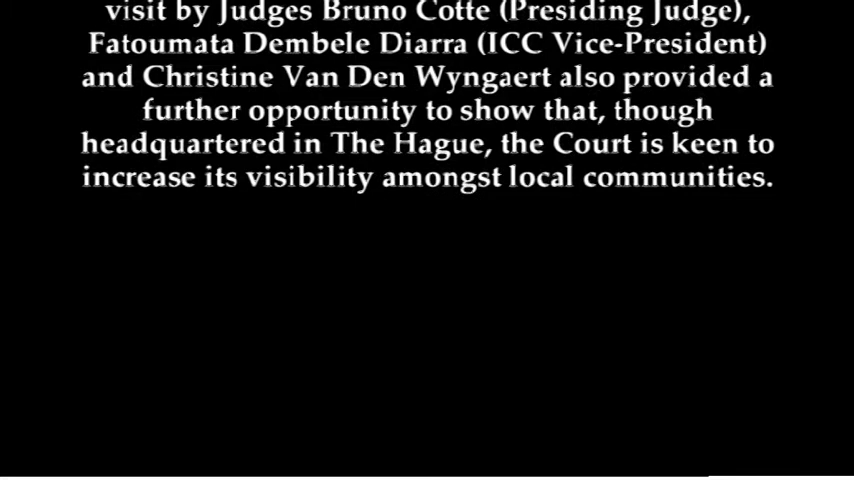 visit by Judges Bruno Cotte (Presiding Judge),
Fatoumata Dembele Diarra (ICC Vice-President)
and Christine Van Den Wyngaert also provided a
further opportunity to show that, though
headquartered in The Hague, the Court is keen to
increase its visibility amongst local communities.